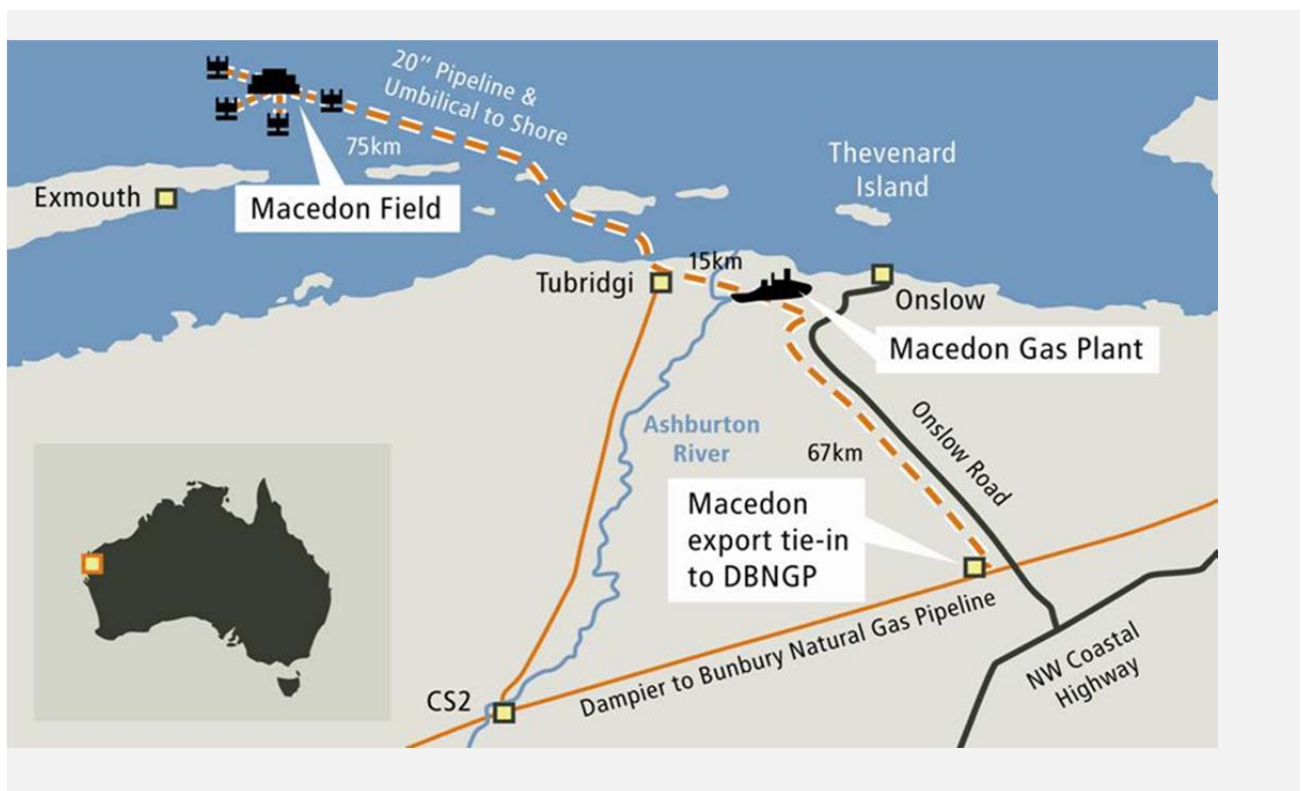 20” Pipeline &
Umbilical to Shore
75km
Thevenard
Island
Exmouth
Macedon Field
15km
Tubridgi
Onslow
Macedon Gas Plant
Ashburton
River
67km
Onslow Road
Macedon
export tie-in
to DBNGP
Dampier to Bunbury Natural Gas Pipeline
NW Coastal
Highway
CS2